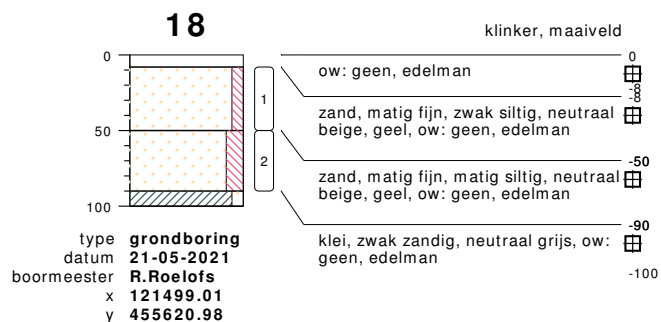 18
klinker, maaiveld
0
0
ow: geen, edelman
-8
-8
1
zand, matig fijn, zwak siltig, neutraal
beige, geel, ow: geen, edelman
50
-50
2
zand, matig fijn, matig siltig, neutraal
beige, geel, ow: geen, edelman
-90
100
klei, zwak zandig, neutraal grijs, ow:
geen, edelman
-100
type grondboring
datum 21-05-2021
boormeester R.Roelofs
x 121499.01
y 455620.98